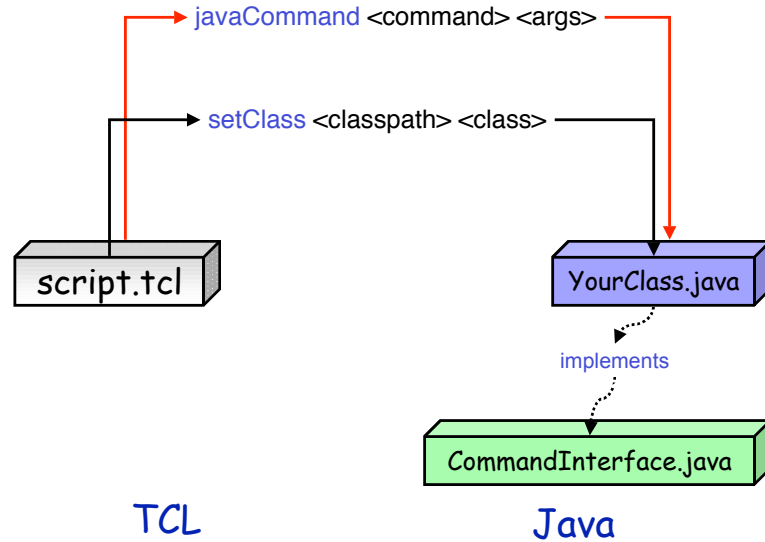 javaCommand <command> <args>
setClass <classpath> <class>
script.tcl
YourClass.java
implements
CommandInterface.java
TCL
Java